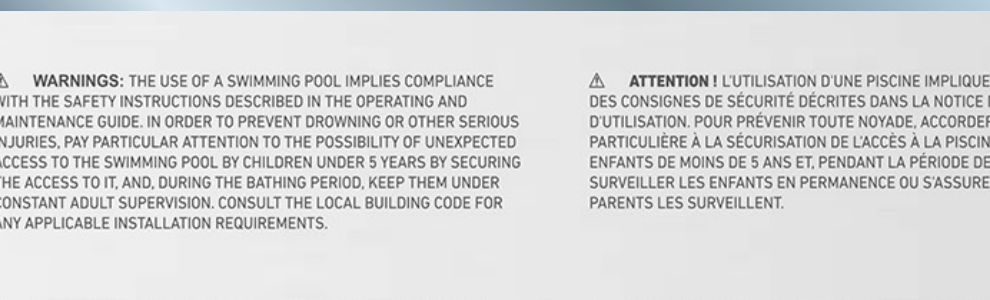 ⚠ WARNINGS: THE USE OF A SWIMMING POOL IMPLIES COMPLIANCE
WITH THE SAFETY INSTRUCTIONS DESCRIBED IN THE OPERATING AND
MAINTENANCE GUIDE. IN ORDER TO PREVENT DROWNING OR OTHER SERIOUS
INJURIES, PAY PARTICULAR ATTENTION TO THE POSSIBILITY OF UNEXPECTED
ACCESS TO THE SWIMMING POOL BY CHILDREN UNDER 5 YEARS BY SECURING
THE ACCESS TO IT, AND, DURING THE BATHING PERIOD, KEEP THEM UNDER
CONSTANT ADULT SUPERVISION. CONSULT THE LOCAL BUILDING CODE FOR
ANY APPLICABLE INSTALLATION REQUIREMENTS.
⚠ ATTENTION ! L'UTILISATION D'UNE PISCINE IMPLIQUE
DES CONSIGNES DE SÉCURITÉ DÉCRITES DANS LA NOTICE
D'UTILISATION. POUR PRÉVENIR TOUTE NOYADE, ACCORDER
PARTICULIÈRE À LA SÉCURISATION DE L'ACCÈS À LA PISCIN
ENFANTS DE MOINS DE 5 ANS ET, PENDANT LA PÉRIODE DE
SURVEILLER LES ENFANTS EN PERMANENCE OU S'ASSURE
PARENTS LES SURVEILLENT.